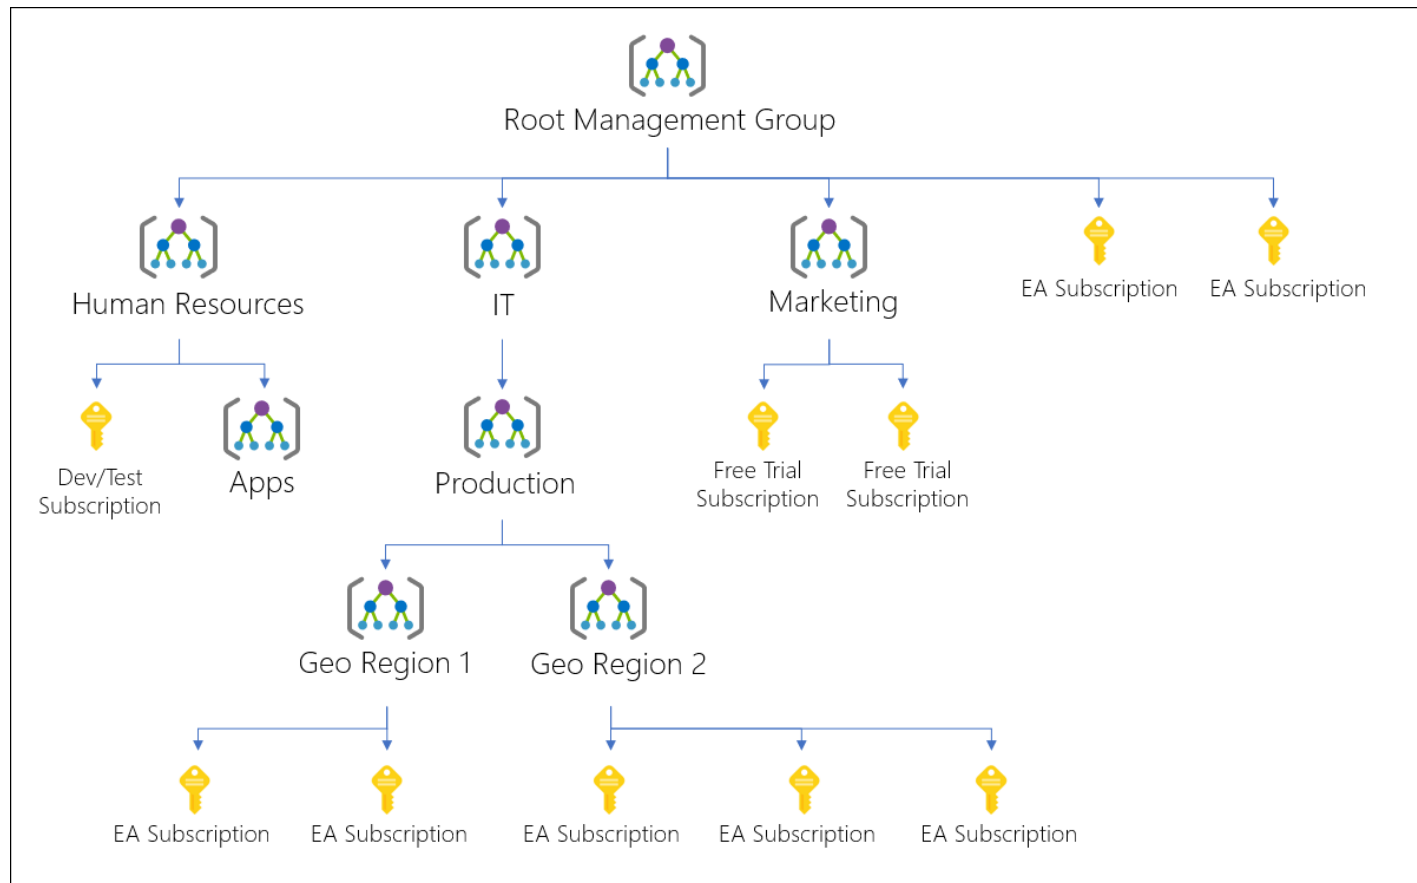 Root Management Group
Human Resources
IT
Marketing
EA Subscription
EA Subscription
Dev/Test
Subscription
Apps
Production
Free Trial
Subscription
Free Trial
Subscription
Geo Region 1
Geo Region 2
EA Subscription
EA Subscription
EA Subscription
EA Subscription
EA Subscription